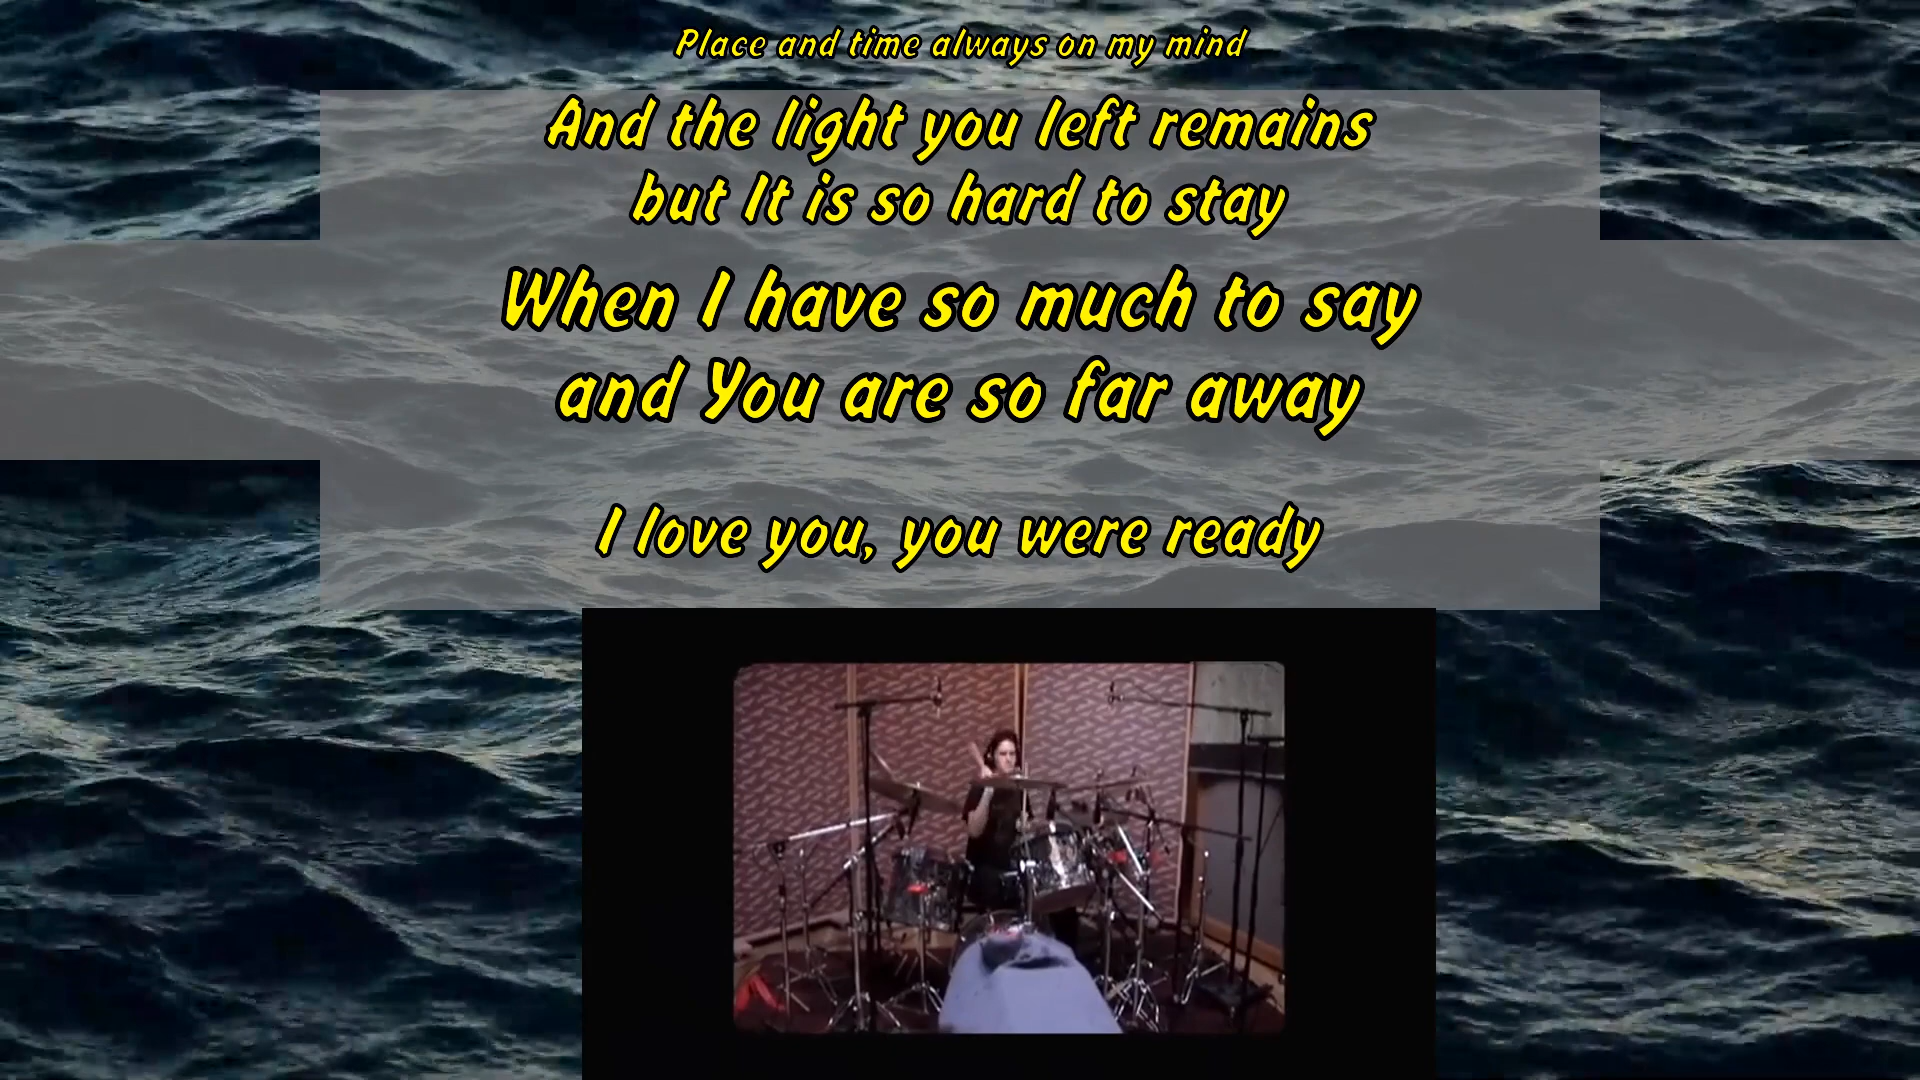 Place and time always on my mind
And the light you left remains
but It is so hard to stay
When I have so much to say
and You are so far away
I love you, you were ready